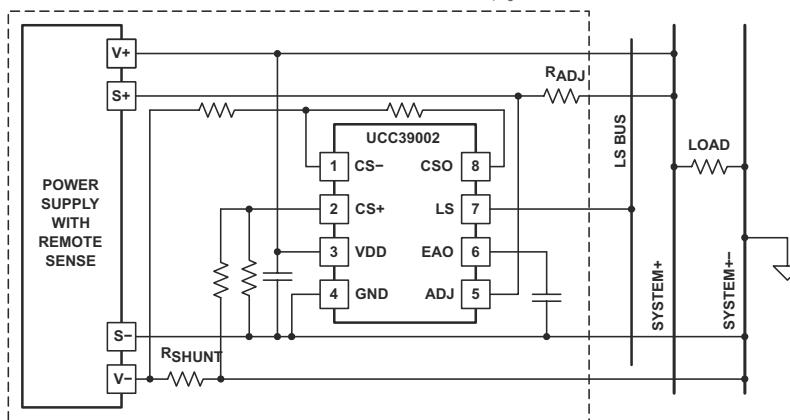 V+
S+
RADJ
UCC39002
1 CS− CSO 8
2 CS+ LS 7
3 VDD EAO 6
4 GND ADJ 5
POWER
SUPPLY
WITH
REMOTE
SENSE
S−
V−
RSHUNT
LS BUS
LOAD
SYSTEM+
SYSTEM+−